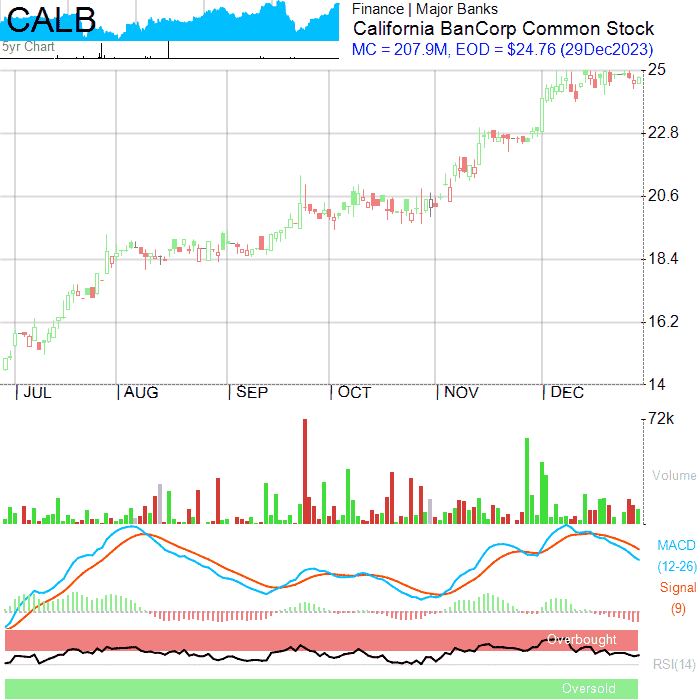 CALB
5yr Chart
Finance | Major Banks
California BanCorp Common Stock
MC = 207.9M, EOD = $24.76 (29Dec2023)
25
22.8
20.6
18.4
16.2
14
JUL AUG SEP OCT NOV DEC
72k
Volume
MACD
(12-26)
Signal
(9)
Overbought
RSI(14)
Oversold